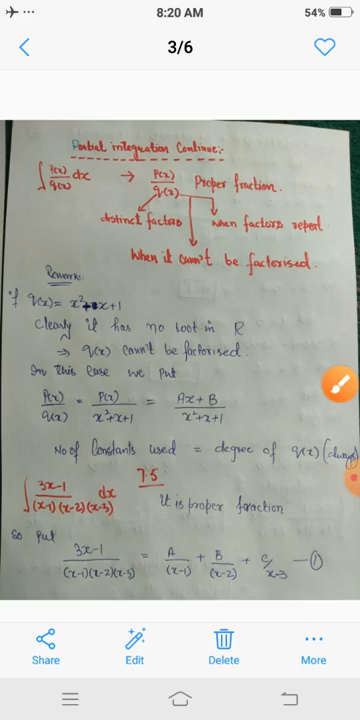 8:20 AM
54%
3/6
Partial integration Continue:-
∫ P(x)/q(x) dx → P(x)/q(x) Proper fraction.
distinct factors
when factors repeat
When it cann't be factorised.
Remark:
If q(x) = x²+x+1
Clearly it has no root in R
⇒ q(x) cann't be factorised.
In this case we put
P(x)/q(x) = P(x)/x²+x+1 = Ax+B/x²+x+1
No of Constants used = degree of q(x) (always)
7.5
∫ 3x-1/(x-1)(x-2)(x-3) dx It is proper fraction
So put
3x-1/(x-1)(x-2)(x-3) = A/(x-1) + B/(x-2) + C/x-3 —①
Share
Edit
Delete
More